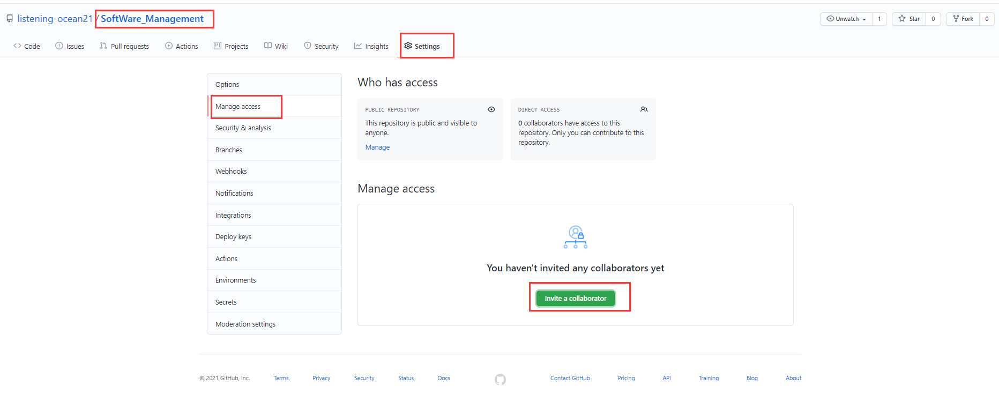 listening-ocean21 / SoftWare_Management
Unwatch 1 Star 0 Fork 0
Code Issues Pull requests Actions Projects Wiki Security Insights Settings
Options
Manage access
Security & analysis
Branches
Webhooks
Notifications
Integrations
Deploy keys
Actions
Environments
Secrets
Moderation settings
Who has access
PUBLIC REPOSITORY
This repository is public and visible to
anyone.
Manage
DIRECT ACCESS
0 collaborators have access to this
repository. Only you can contribute to this
repository.
Manage access
You haven't invited any collaborators yet
Invite a collaborator
© 2021 GitHub, Inc. Terms Privacy Security Status Docs Contact GitHub Pricing API Training Blog About